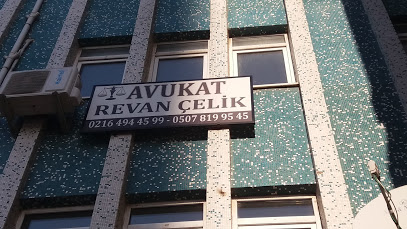 AVUKAT
REVAN ÇELİK
0216 494 45 99 - 0507 819 95 45